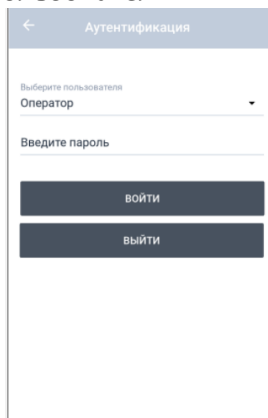 Аутентификация
Выберите пользователя
Оператор
Введите пароль
ВОЙТИ
ВЫЙТИ